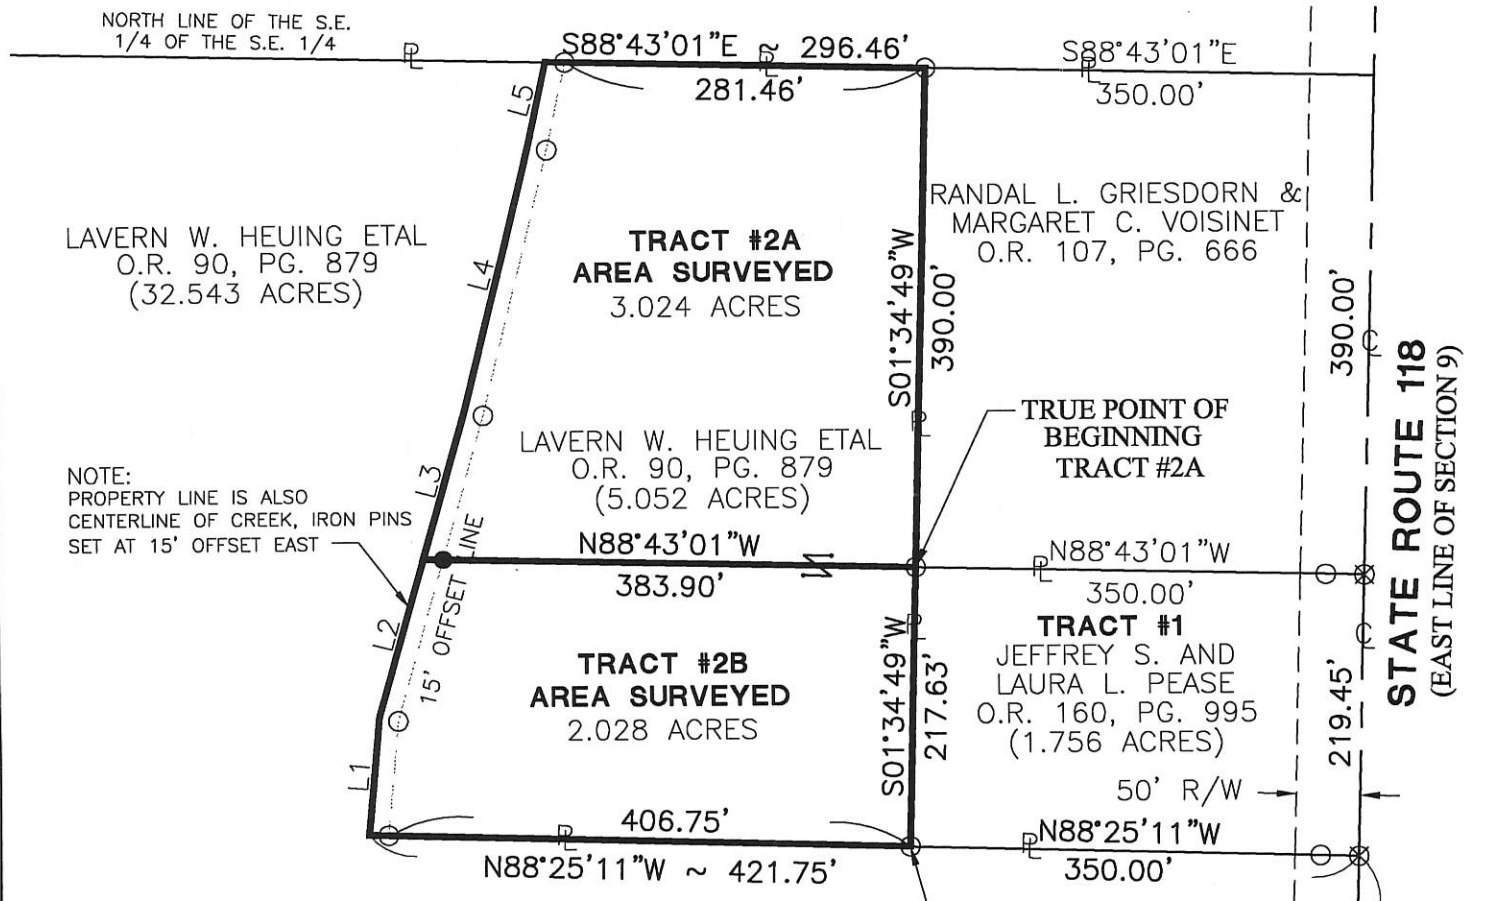 NORTH LINE OF THE S.E.
1/4 OF THE S.E. 1/4
S88°43'01"E ~ 296.46'
281.46'
S88°43'01"E
350.00'
L5
LAVERN W. HEUING ETAL
O.R. 90, PG. 879
(32.543 ACRES)
L4
TRACT #2A
AREA SURVEYED
3.024 ACRES
S01°34'49"W
390.00'
RANDAL L. GRIESDORN &
MARGARET C. VOISINET
O.R. 107, PG. 666
390.00'
STATE ROUTE 118
(EAST LINE OF SECTION 9)
TRUE POINT OF
BEGINNING
TRACT #2A
LAVERN W. HEUING ETAL
O.R. 90, PG. 879
(5.052 ACRES)
L3
NOTE:
PROPERTY LINE IS ALSO
CENTERLINE OF CREEK, IRON PINS
SET AT 15' OFFSET EAST
N88°43'01"W
383.90'
N88°43'01"W
350.00'
15' OFFSET LINE
L2
TRACT #2B
AREA SURVEYED
2.028 ACRES
S01°34'49"W
217.63'
TRACT #1
JEFFREY S. AND
LAURA L. PEASE
O.R. 160, PG. 995
(1.756 ACRES)
219.45'
50' R/W
L1
406.75'
N88°25'11"W ~ 421.75'
N88°25'11"W
350.00'